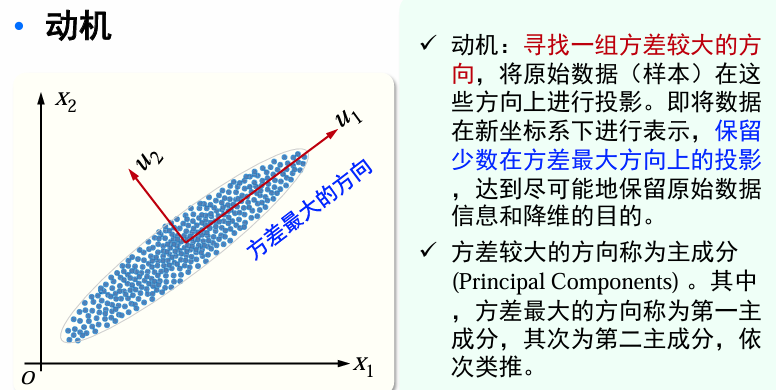 • 动机
x2
u1
u2
方差最大的方向
O
x1
✓ 动机：寻找一组方差较大的方
向，将原始数据（样本）在这
些方向上进行投影。即将数据
在新坐标系下进行表示，保留
少数在方差最大方向上的投影
，达到尽可能地保留原始数据
信息和降维的目的。
✓ 方差较大的方向称为主成分
(Principal Components) 。其中
，方差最大的方向称为第一主
成分，其次为第二主成分，依
次类推。